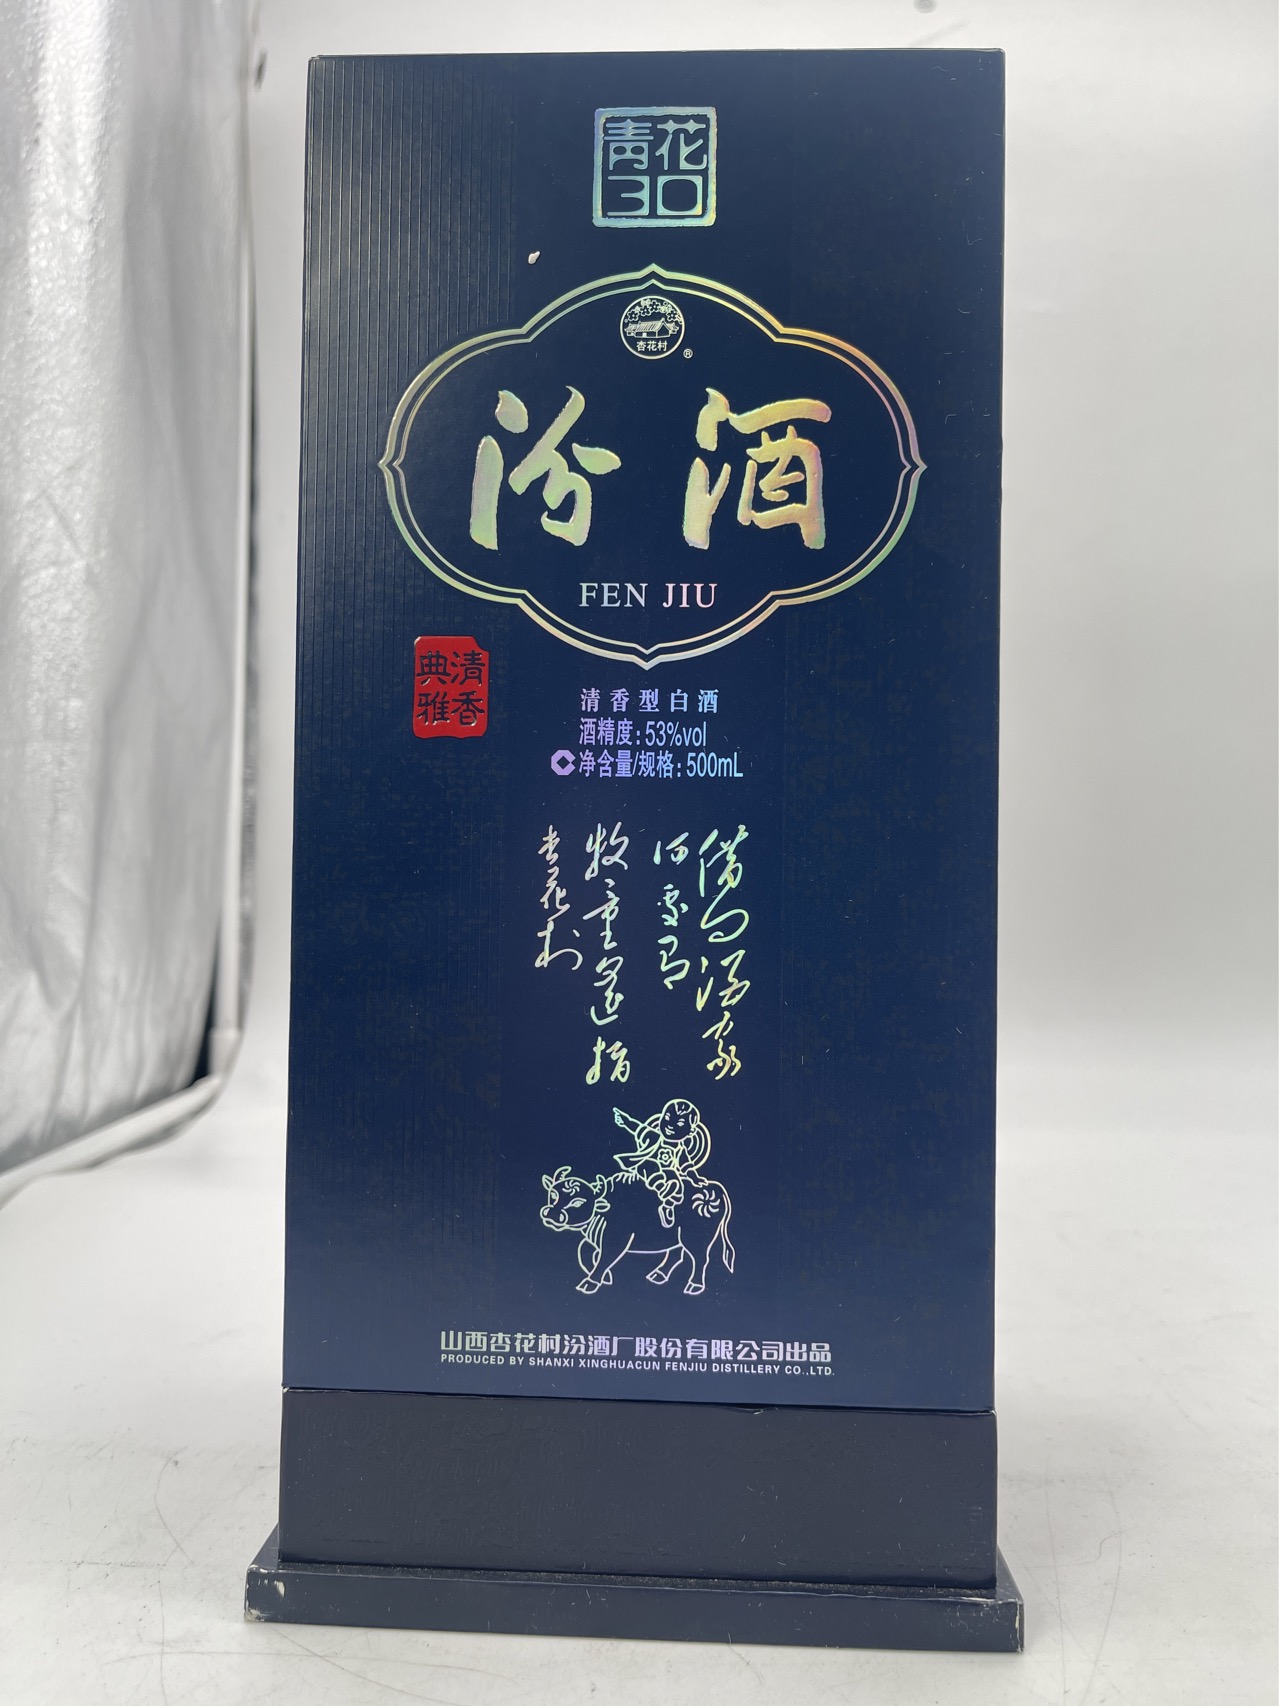 青花
30
杏花村
®
汾酒
FEN JIU
清香
典雅
清香型白酒
酒精度:53%vol
净含量/规格:500mL
借问酒家
何处有
牧童遥指
杏花村
山西杏花村汾酒厂股份有限公司出品
PRODUCED BY SHANXI XINGHUACUN FENJIU DISTILLERY CO.,LTD.